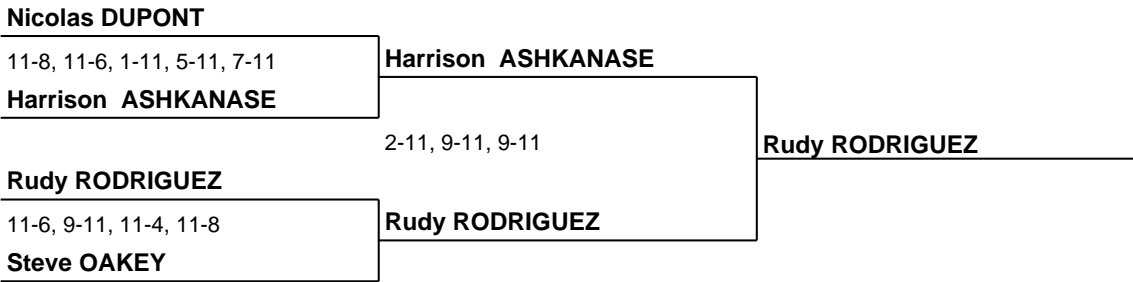 Nicolas DUPONT
11-8, 11-6, 1-11, 5-11, 7-11
Harrison  ASHKANASE
Harrison  ASHKANASE
2-11, 9-11, 9-11
Rudy RODRIGUEZ
Rudy RODRIGUEZ
11-6, 9-11, 11-4, 11-8
Rudy RODRIGUEZ
Steve OAKEY